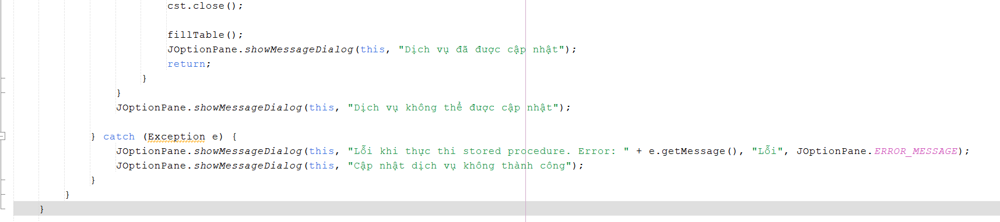 cst.close();
fillTable();
JOptionPane.showMessageDialog(this, "Dịch vụ đã được cập nhật");
return;
}
}
JOptionPane.showMessageDialog(this, "Dịch vụ không thể được cập nhật");
} catch (Exception e) {
JOptionPane.showMessageDialog(this, "Lỗi khi thực thi stored procedure. Error: " + e.getMessage(), "Lỗi", JOptionPane.ERROR_MESSAGE);
JOptionPane.showMessageDialog(this, "Cập nhật dịch vụ không thành công");
}
}
}